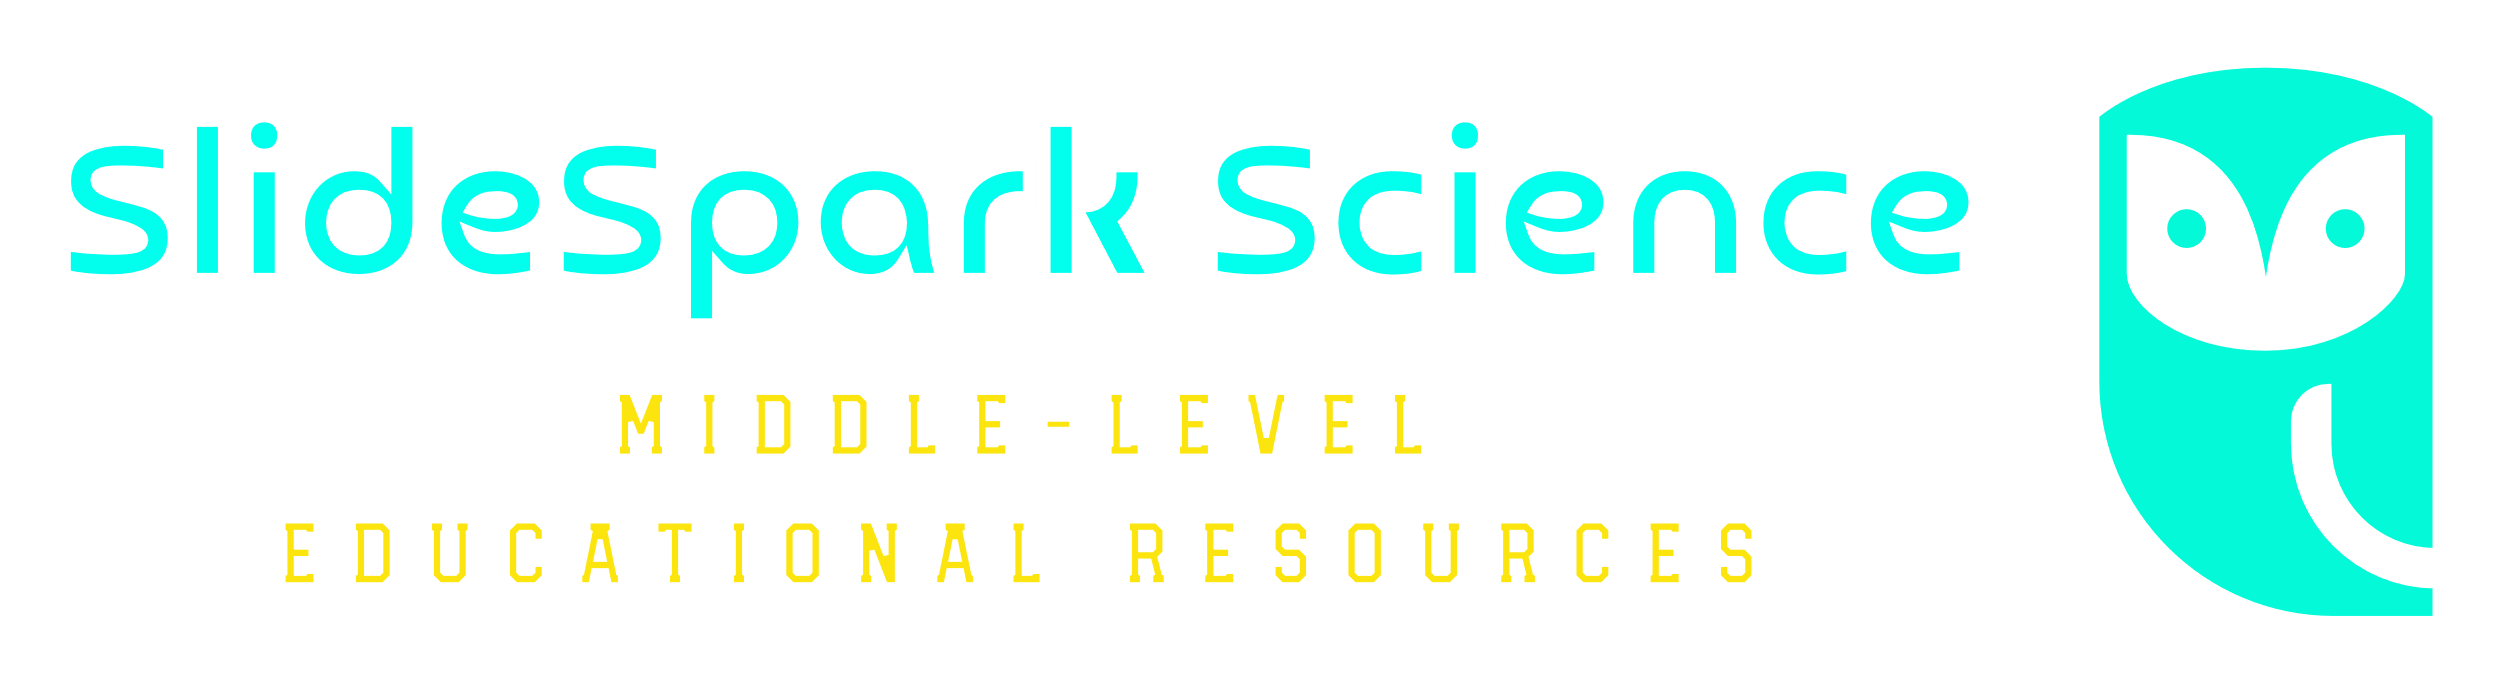 SlideSpark Science
MIDDLE-LEVEL
EDUCATIONAL RESOURCES